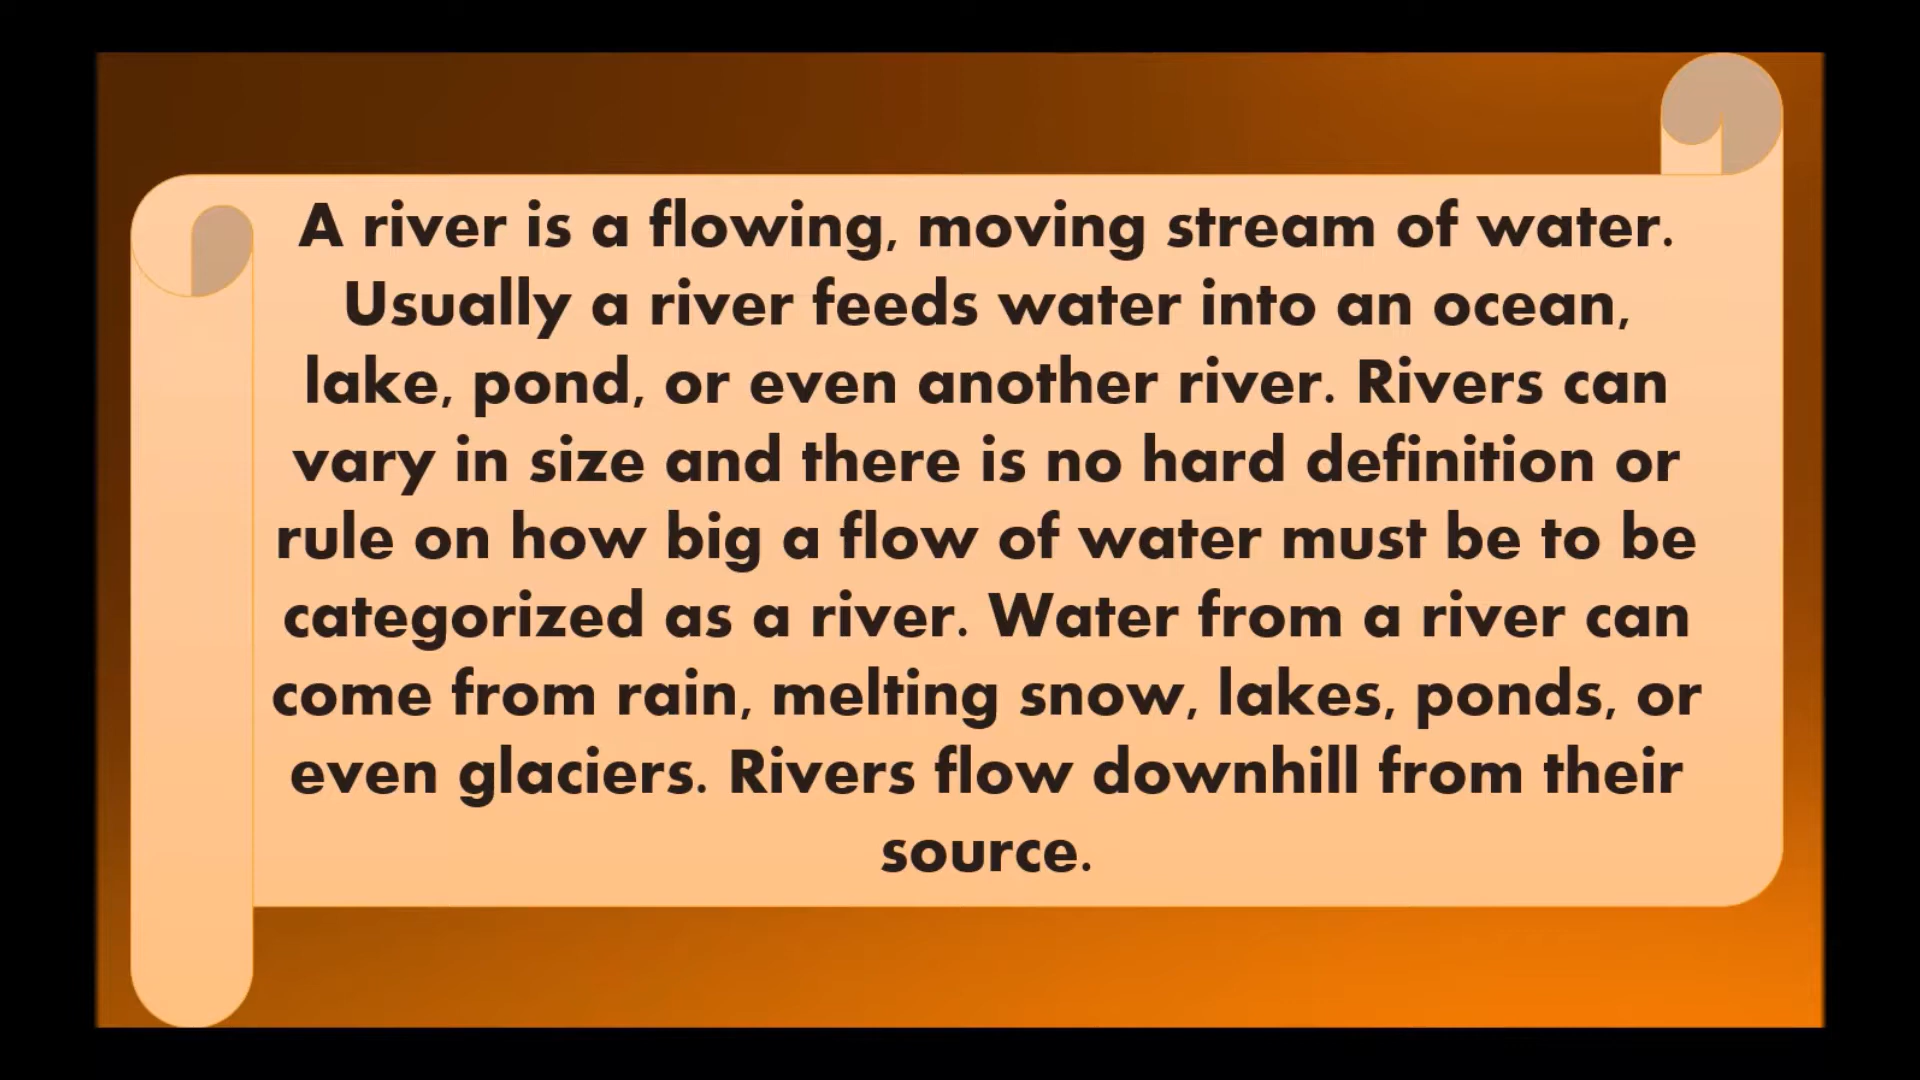 A river is a flowing, moving stream of water.
Usually a river feeds water into an ocean,
lake, pond, or even another river. Rivers can
vary in size and there is no hard definition or
rule on how big a flow of water must be to be
categorized as a river. Water from a river can
come from rain, melting snow, lakes, ponds, or
even glaciers. Rivers flow downhill from their
source.